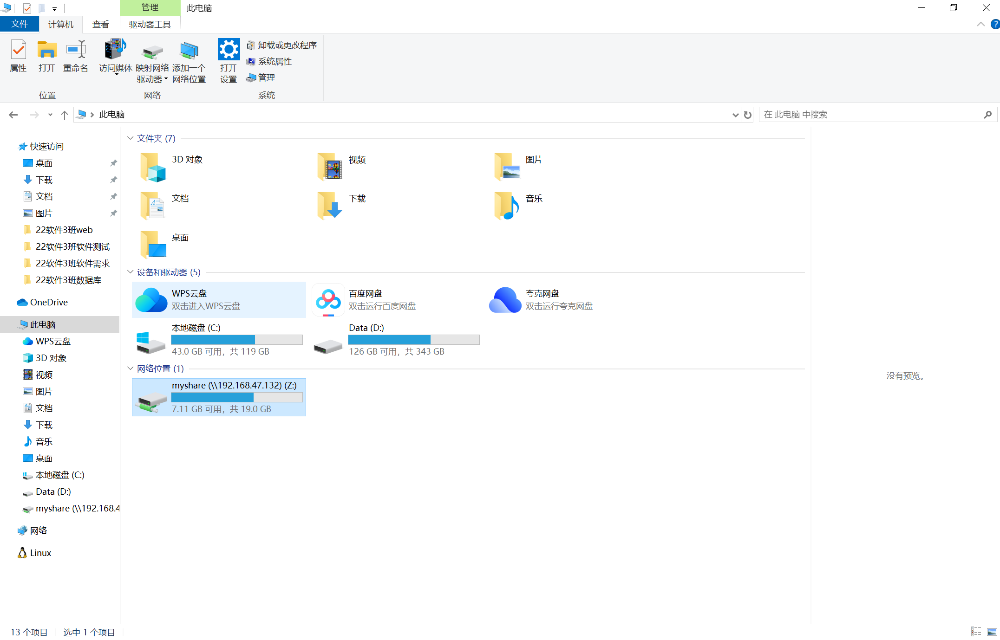 管理
此电脑
文件
计算机
查看
驱动器工具
属性
打开
重命名
访问媒体
映射网络
驱动器
添加一个
网络位置
打开
设置
卸载或更改程序
系统属性
管理
位置
网络
系统
此电脑
在 此电脑 中搜索
快速访问
桌面
下载
文档
图片
22软件3班web
22软件3班软件测试
22软件3班软件需求
22软件3班数据库
OneDrive
此电脑
WPS云盘
3D 对象
视频
图片
文档
下载
音乐
桌面
本地磁盘 (C:)
Data (D:)
myshare (\\192.168.4
网络
Linux
文件夹 (7)
3D 对象
视频
图片
文档
下载
音乐
桌面
设备和驱动器 (5)
WPS云盘
双击进入WPS云盘
百度网盘
双击运行百度网盘
夸克网盘
双击运行夸克网盘
本地磁盘 (C:)
43.0 GB 可用，共 119 GB
Data (D:)
126 GB 可用，共 343 GB
网络位置 (1)
myshare (\\192.168.47.132) (Z:)
7.11 GB 可用，共 19.0 GB
没有预览。
13 个项目
选中 1 个项目